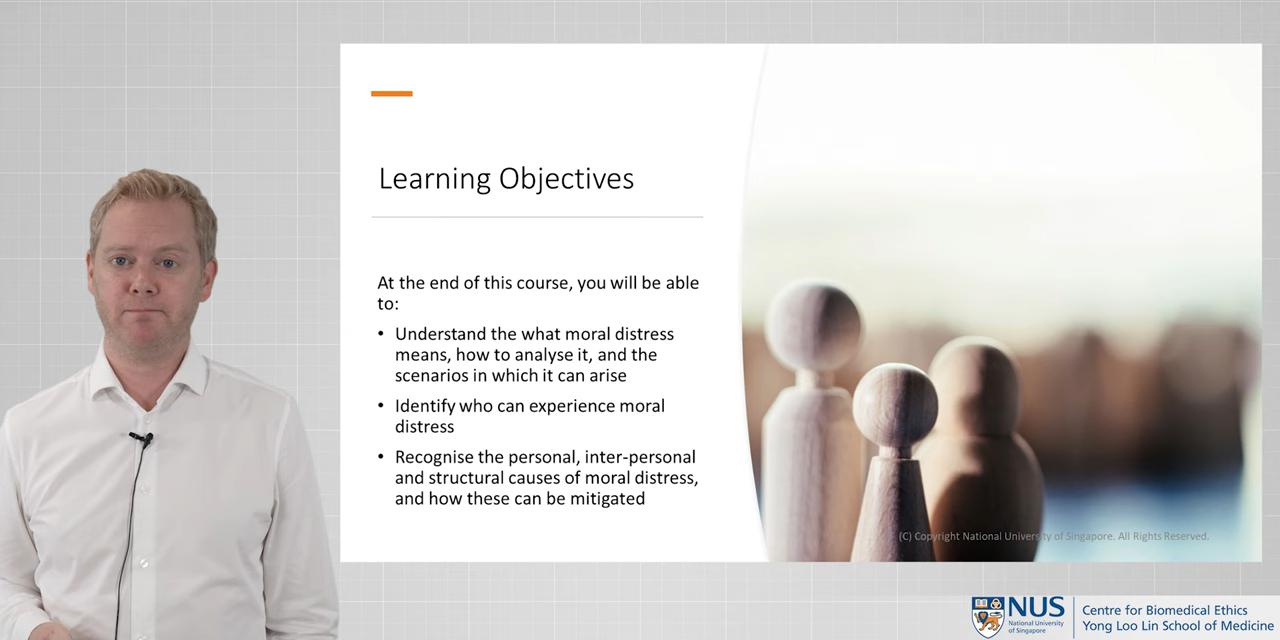 Learning Objectives
At the end of this course, you will be able
to:
• Understand the what moral distress
means, how to analyse it, and the
scenarios in which it can arise
• Identify who can experience moral
distress
• Recognise the personal, inter-personal
and structural causes of moral distress,
and how these can be mitigated
(C) Copyright National University of Singapore. All Rights Reserved.
NUS
National University
of Singapore
Centre for Biomedical Ethics
Yong Loo Lin School of Medicine